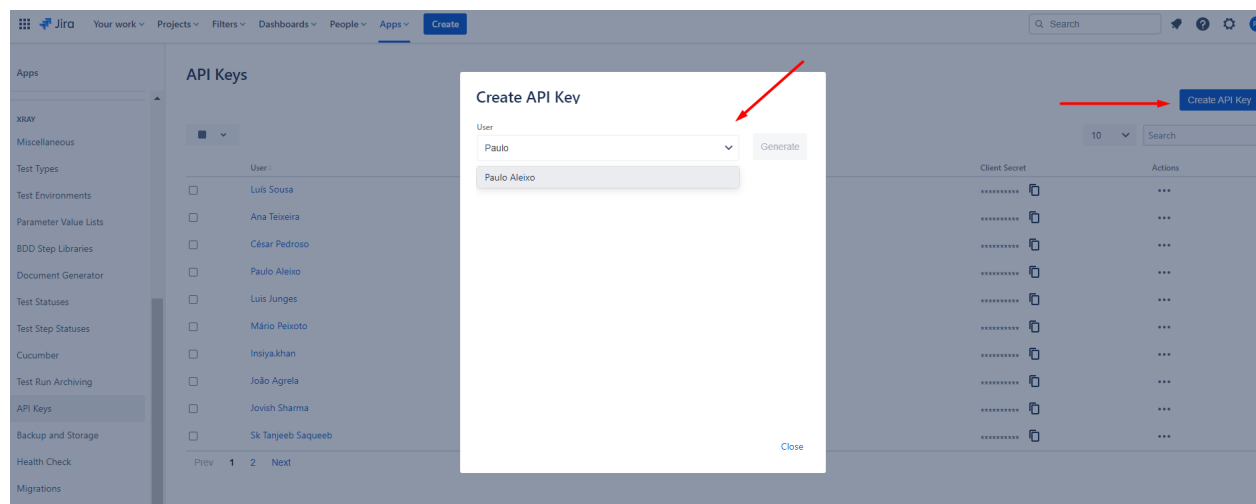 Jira Your work Projects Filters Dashboards People Apps Create Search
Apps
XRAY
Miscellaneous
Test Types
Test Environments
Parameter Value Lists
BDD Step Libraries
Document Generator
Test Statuses
Test Step Statuses
Cucumber
Test Run Archiving
API Keys
Backup and Storage
Health Check
Migrations
API Keys
Create API Key
10 Search
User Client Secret Actions
Luís Sousa ********** •••
Ana Teixeira ********** •••
César Pedroso ********** •••
Paulo Aleixo ********** •••
Luis Junges ********** •••
Mário Peixoto ********** •••
Insiya.khan ********** •••
João Agrela ********** •••
Jovish Sharma ********** •••
Sk Tanjeeb Saqueeb ********** •••
Prev 1 2 Next
Create API Key
User
Paulo Generate
Paulo Aleixo
Close